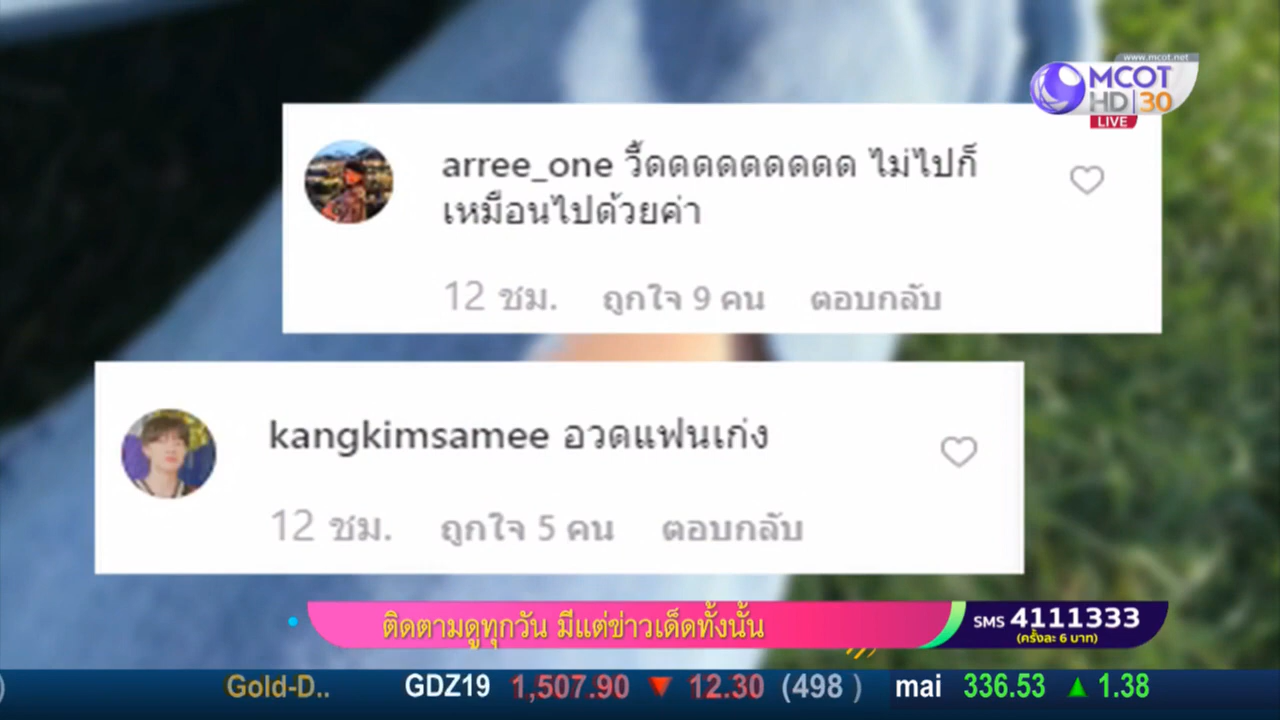 www.mcot.net
MCOT
HD 30
LIVE
arree_one วี้ดดดดดดดดด ไม่ไปก็
เหมือนไปด้วยค่า
12 ชม. ถูกใจ 9 คน ตอบกลับ
kangkimsamee อวดแฟนเก่ง
12 ชม. ถูกใจ 5 คน ตอบกลับ
ติดตามดูทุกวัน มีแต่ข่าวเด็ดทั้งนั้น
SMS 4111333
(ครั้งละ 6 บาท)
) Gold-D.. GDZ19 1,507.90 ▼ 12.30 (498 ) mai 336.53 ▲ 1.38